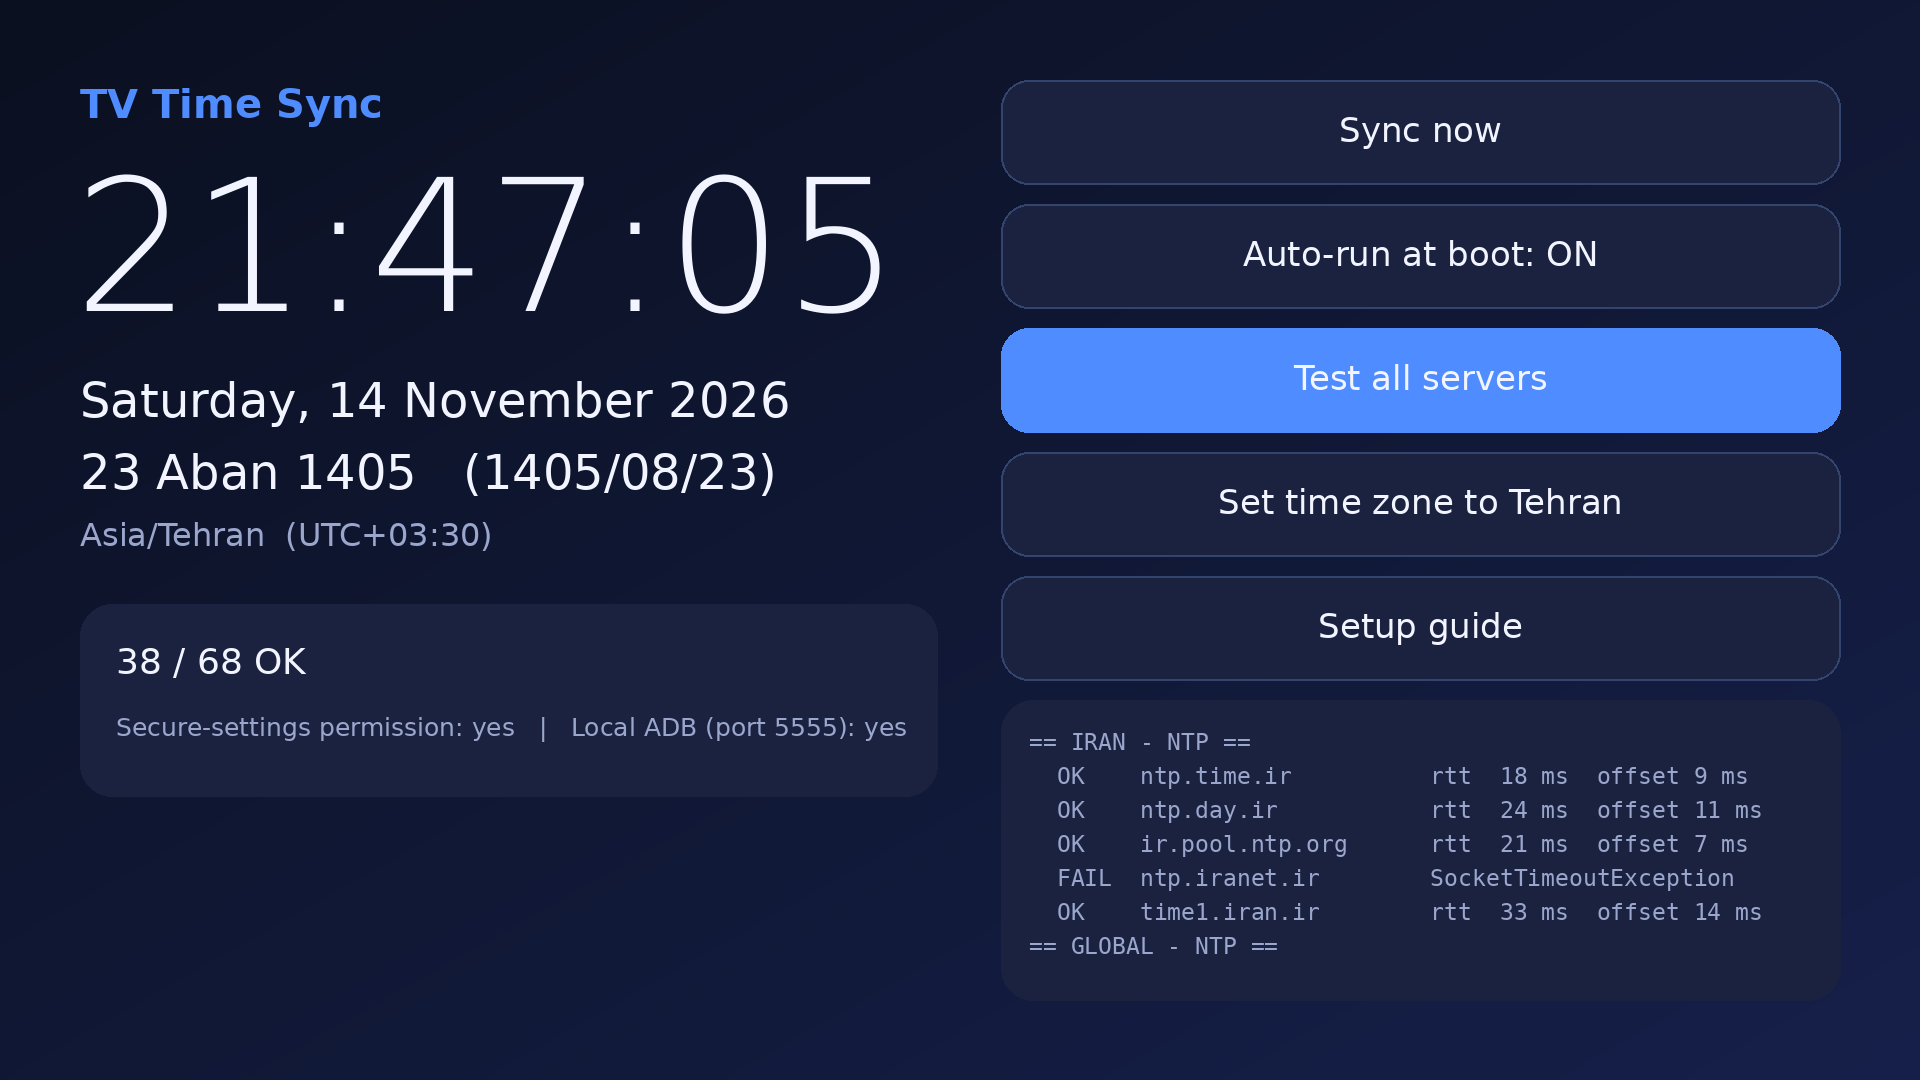 TV Time Sync
21:47:05
Saturday, 14 November 2026
23 Aban 1405   (1405/08/23)
Asia/Tehran  (UTC+03:30)
38 / 68 OK
Secure-settings permission: yes   |   Local ADB (port 5555): yes
Sync now
Auto-run at boot: ON
Test all servers
Set time zone to Tehran
Setup guide
== IRAN - NTP ==
  OK    ntp.time.ir          rtt  18 ms  offset 9 ms
  OK    ntp.day.ir           rtt  24 ms  offset 11 ms
  OK    ir.pool.ntp.org      rtt  21 ms  offset 7 ms
  FAIL  ntp.iranet.ir        SocketTimeoutException
  OK    time1.iran.ir        rtt  33 ms  offset 14 ms
== GLOBAL - NTP ==